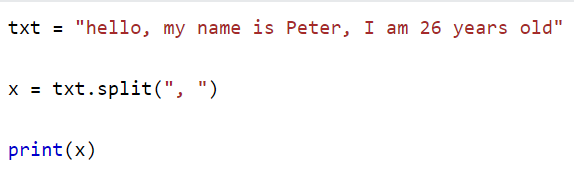 txt = "hello, my name is Peter, I am 26 years old"
x = txt.split(", ")
print(x)